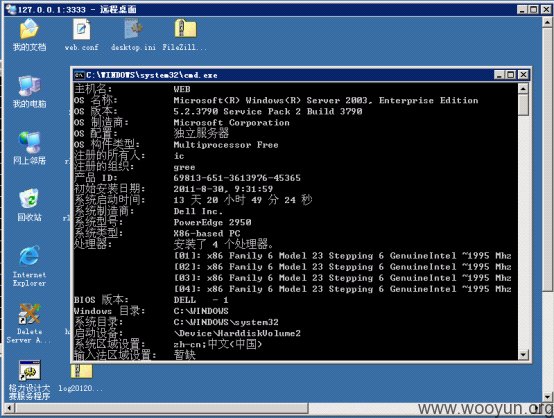 127.0.0.1:3333 - 远程桌面
我的文档
web.conf
desktop.ini
FileZill...
我的电脑
网上邻居
回收站
Internet
Explorer
Delete
Server A...
格力设计大
赛服务程序
log20120...
C:\WINDOWS\system32\cmd.exe
主机名: WEB
OS 名称: Microsoft(R) Windows(R) Server 2003, Enterprise Edition
OS 版本: 5.2.3790 Service Pack 2 Build 3790
OS 制造商: Microsoft Corporation
OS 配置: 独立服务器
OS 构件类型: Multiprocessor Free
注册的所有人: ic
注册的组织: gree
产品 ID: 69813-651-3613976-45365
初始安装日期: 2011-8-30, 9:31:59
系统启动时间: 13 天 20 小时 49 分 24 秒
系统制造商: Dell Inc.
系统型号: PowerEdge 2950
系统类型: X86-based PC
处理器: 安装了 4 个处理器。
[01]: x86 Family 6 Model 23 Stepping 6 GenuineIntel ~1995 Mhz
[02]: x86 Family 6 Model 23 Stepping 6 GenuineIntel ~1995 Mhz
[03]: x86 Family 6 Model 23 Stepping 6 GenuineIntel ~1995 Mhz
[04]: x86 Family 6 Model 23 Stepping 6 GenuineIntel ~1995 Mhz
BIOS 版本: DELL - 1
Windows 目录: C:\WINDOWS
系统目录: C:\WINDOWS\system32
启动设备: \Device\HarddiskVolume2
系统区域设置: zh-cn;中文(中国)
输入法区域设置: 暂缺
www.wooyun.org